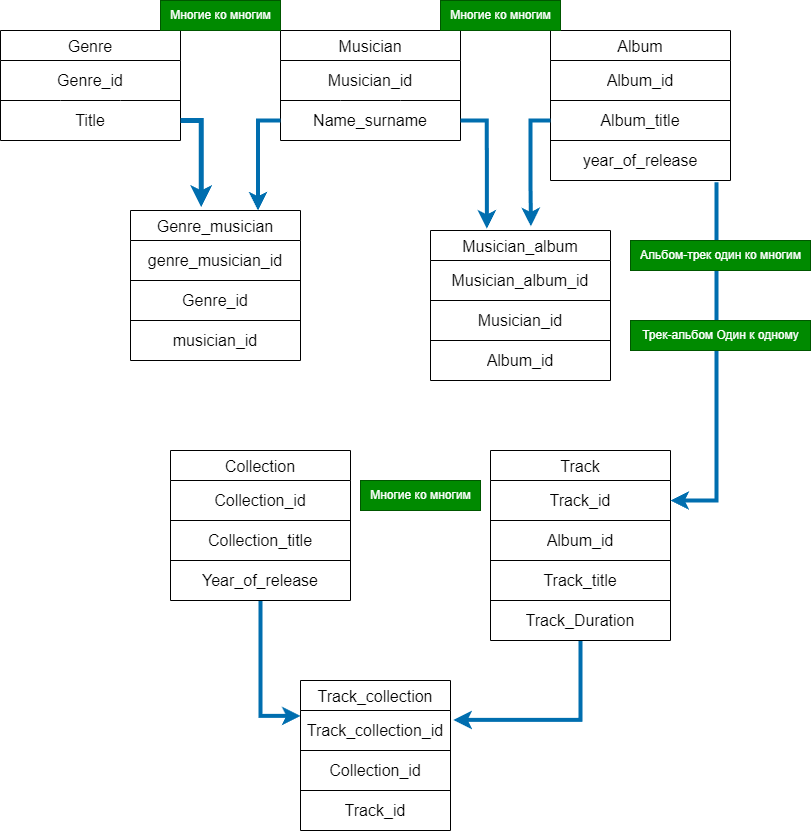 Многие ко многим
Многие ко многим
Genre
Genre_id
Title
Musician
Musician_id
Name_surname
Album
Album_id
Album_title
year_of_release
Genre_musician
genre_musician_id
Genre_id
musician_id
Musician_album
Musician_album_id
Musician_id
Album_id
Альбом-трек один ко многим
Трек-альбом Один к одному
Collection
Collection_id
Collection_title
Year_of_release
Многие ко многим
Track
Track_id
Album_id
Track_title
Track_Duration
Track_collection
Track_collection_id
Collection_id
Track_id